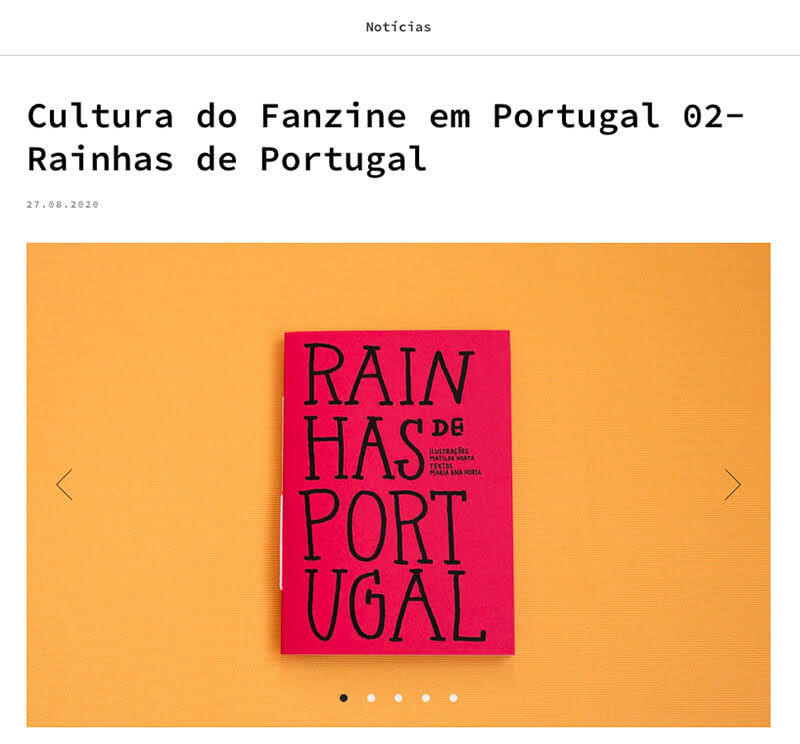 Notícias
Cultura do Fanzine em Portugal 02-
Rainhas de Portugal
27.08.2020
RAIN
HAS DE
ILUSTRAÇÕES
MATILDE HORTA
TEXTOS
MARIA ANA HORTA
PORT
UGAL